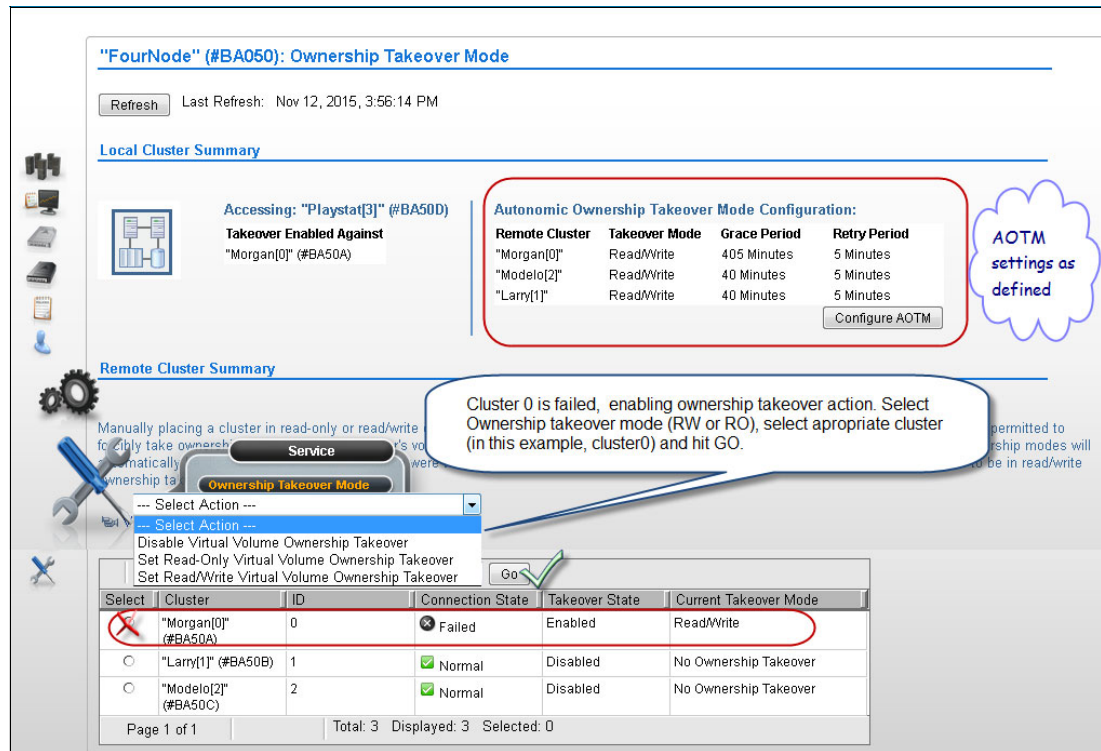 "FourNode" (#BA050): Ownership Takeover Mode
Refresh Last Refresh: Nov 12, 2015, 3:56:14 PM
Local Cluster Summary
Accessing: "Playstat[3]" (#BA50D)
Takeover Enabled Against
"Morgan[0]" (#BA50A)
Autonomic Ownership Takeover Mode Configuration:
Remote Cluster Takeover Mode Grace Period Retry Period
"Morgan[0]" Read/Write 405 Minutes 5 Minutes
"Modelo[2]" Read/Write 40 Minutes 5 Minutes
"Larry[1]" Read/Write 40 Minutes 5 Minutes
Configure AOTM
AOTM
settings as
defined
Remote Cluster Summary
Cluster 0 is failed, enabling ownership takeover action. Select
Ownership takeover mode (RW or RO), select apropriate cluster
(in this example, cluster0) and hit GO.
Manually placing a cluster in read-only or read/write permitted to
take 's rship modes will
were to be in read/write
Service
Ownership Takeover Mode
--- Select Action ---
--- Select Action ---
Disable Virtual Volume Ownership Takeover
Set Read-Only Virtual Volume Ownership Takeover
Set Read/Write Virtual Volume Ownership Takeover
Go
Select Cluster ID Connection State Takeover State Current Takeover Mode
"Morgan[0]" (#BA50A) 0 Failed Enabled Read/Write
"Larry[1]" (#BA50B) 1 Normal Disabled No Ownership Takeover
"Modelo[2]" (#BA50C) 2 Normal Disabled No Ownership Takeover
Page 1 of 1 Total: 3 Displayed: 3 Selected: 0